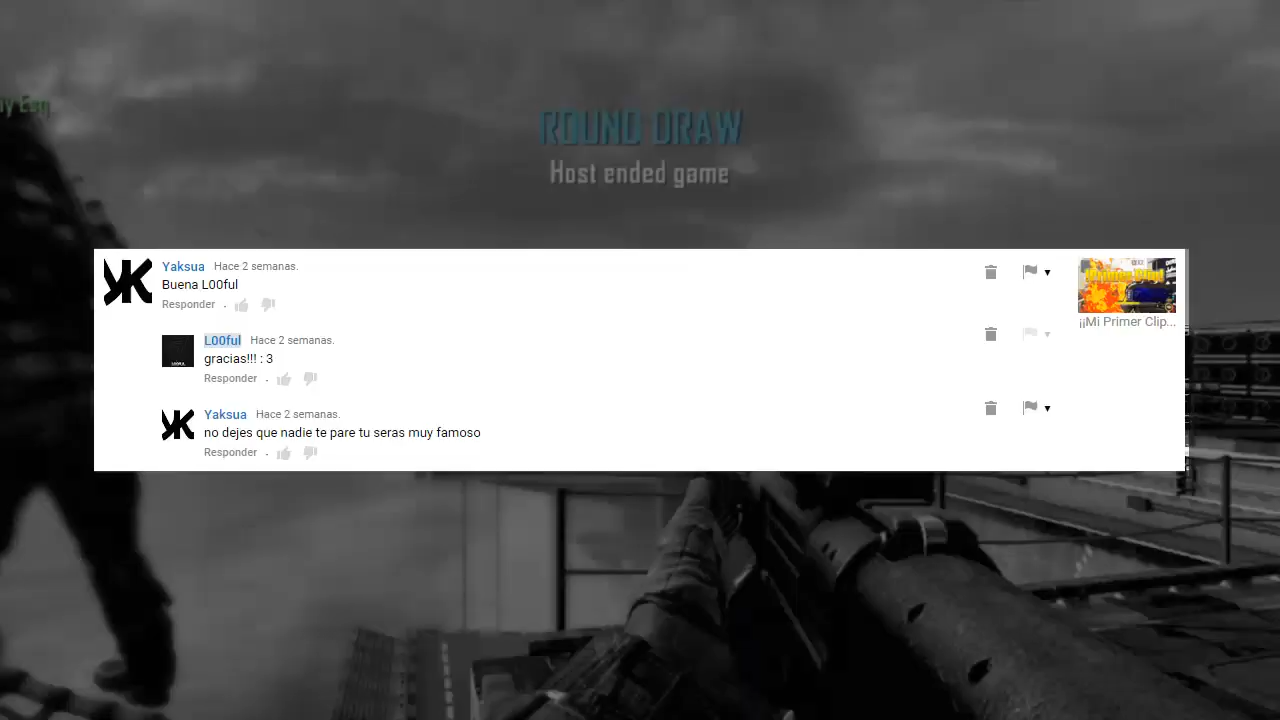 ROUND DRAW
Host ended game
Yaksua Hace 2 semanas.
Buena L00ful
Responder .
L00ful Hace 2 semanas.
gracias!!! : 3
Responder .
Yaksua Hace 2 semanas.
no dejes que nadie te pare tu seras muy famoso
Responder .
¡¡Mi Primer Clip...